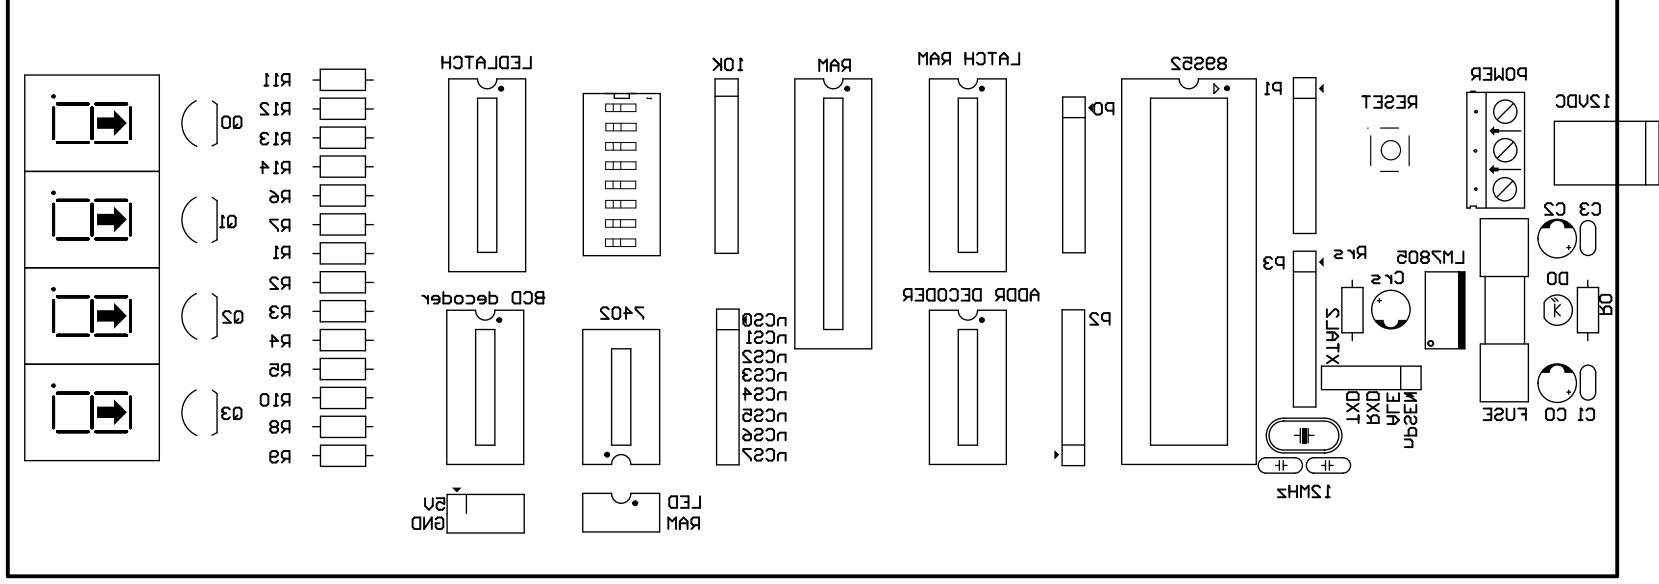 R11
R12
R13
R14
R6
R7
R1
R2
R3
R4
R5
R10
R8
R9
Q0
Q1
Q2
Q3
LEDLATCH
BCD decoder
5V
GND
7402
LED
RAM
10K
nCS0
nCS1
nCS2
nCS3
nCS4
nCS5
nCS6
nCS7
RAM
LATCH RAM
ADDR DECODER
P0
P2
89S52
P1
P3
RESET
Rrs
Crs
LM7805
XTAL2
TXD
RXD
ALE
nPSEN
12MHz
POWER
12VDC
C2
C3
D0
R0
FUSE
C0
C1